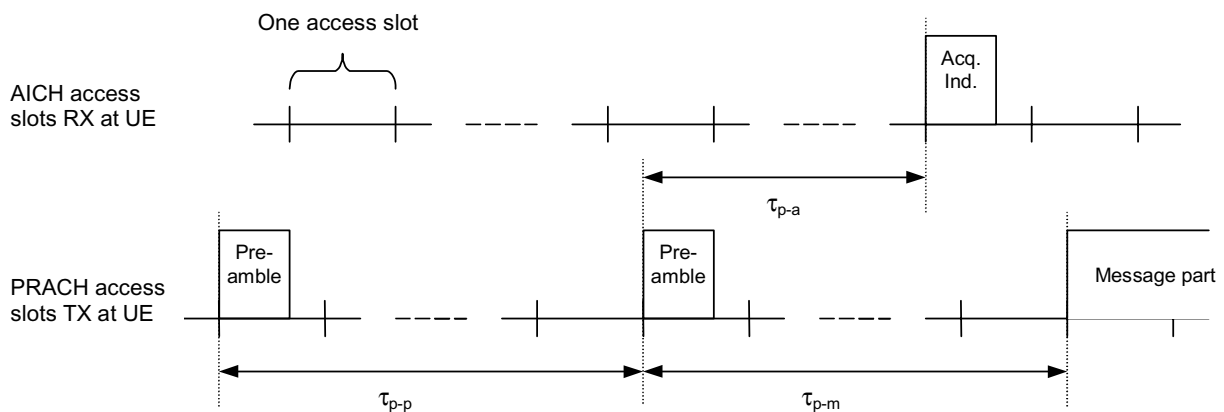 One access slot
Acq.
Ind.
AICH access
slots RX at UE
τp-a
Pre-
amble
Pre-
amble
Message part
PRACH access
slots TX at UE
τp-p
τp-m